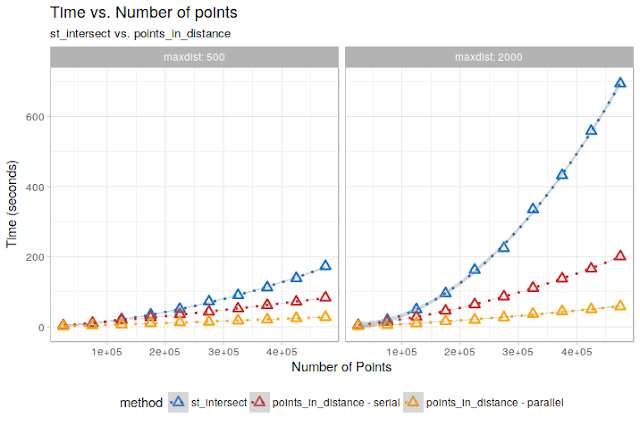 Time vs. Number of points
st_intersect vs. points_in_distance
maxdist: 500
maxdist: 2000
Time (seconds)
600
400
200
0
1e+05
2e+05
3e+05
4e+05
1e+05
2e+05
3e+05
4e+05
Number of Points
method
st_intersect
points_in_distance - serial
points_in_distance - parallel